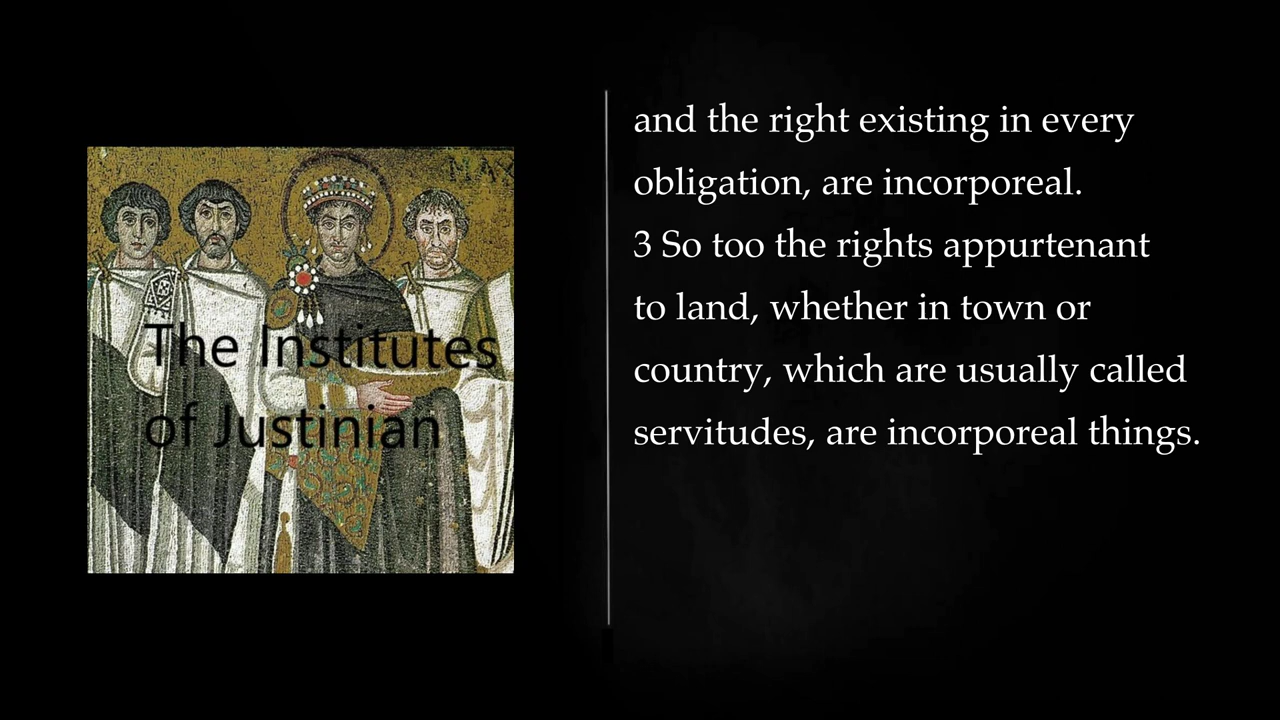 MAX
The Institutes
of Justinian
and the right existing in every
obligation, are incorporeal.
3 So too the rights appurtenant
to land, whether in town or
country, which are usually called
servitudes, are incorporeal things.